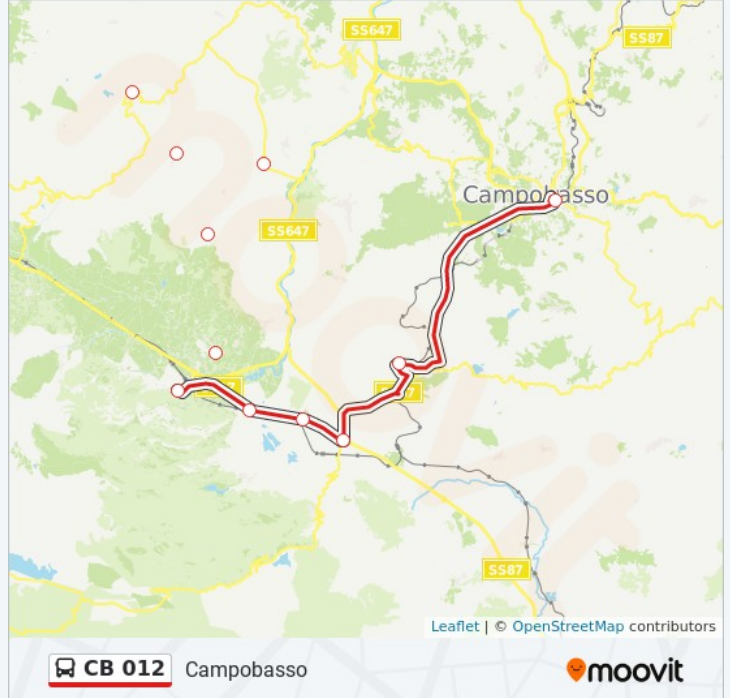 SS647
SS87
Campobasso
SS647
Leaflet | © OpenStreetMap contributors
SS87
CB 012 Campobasso
moovit